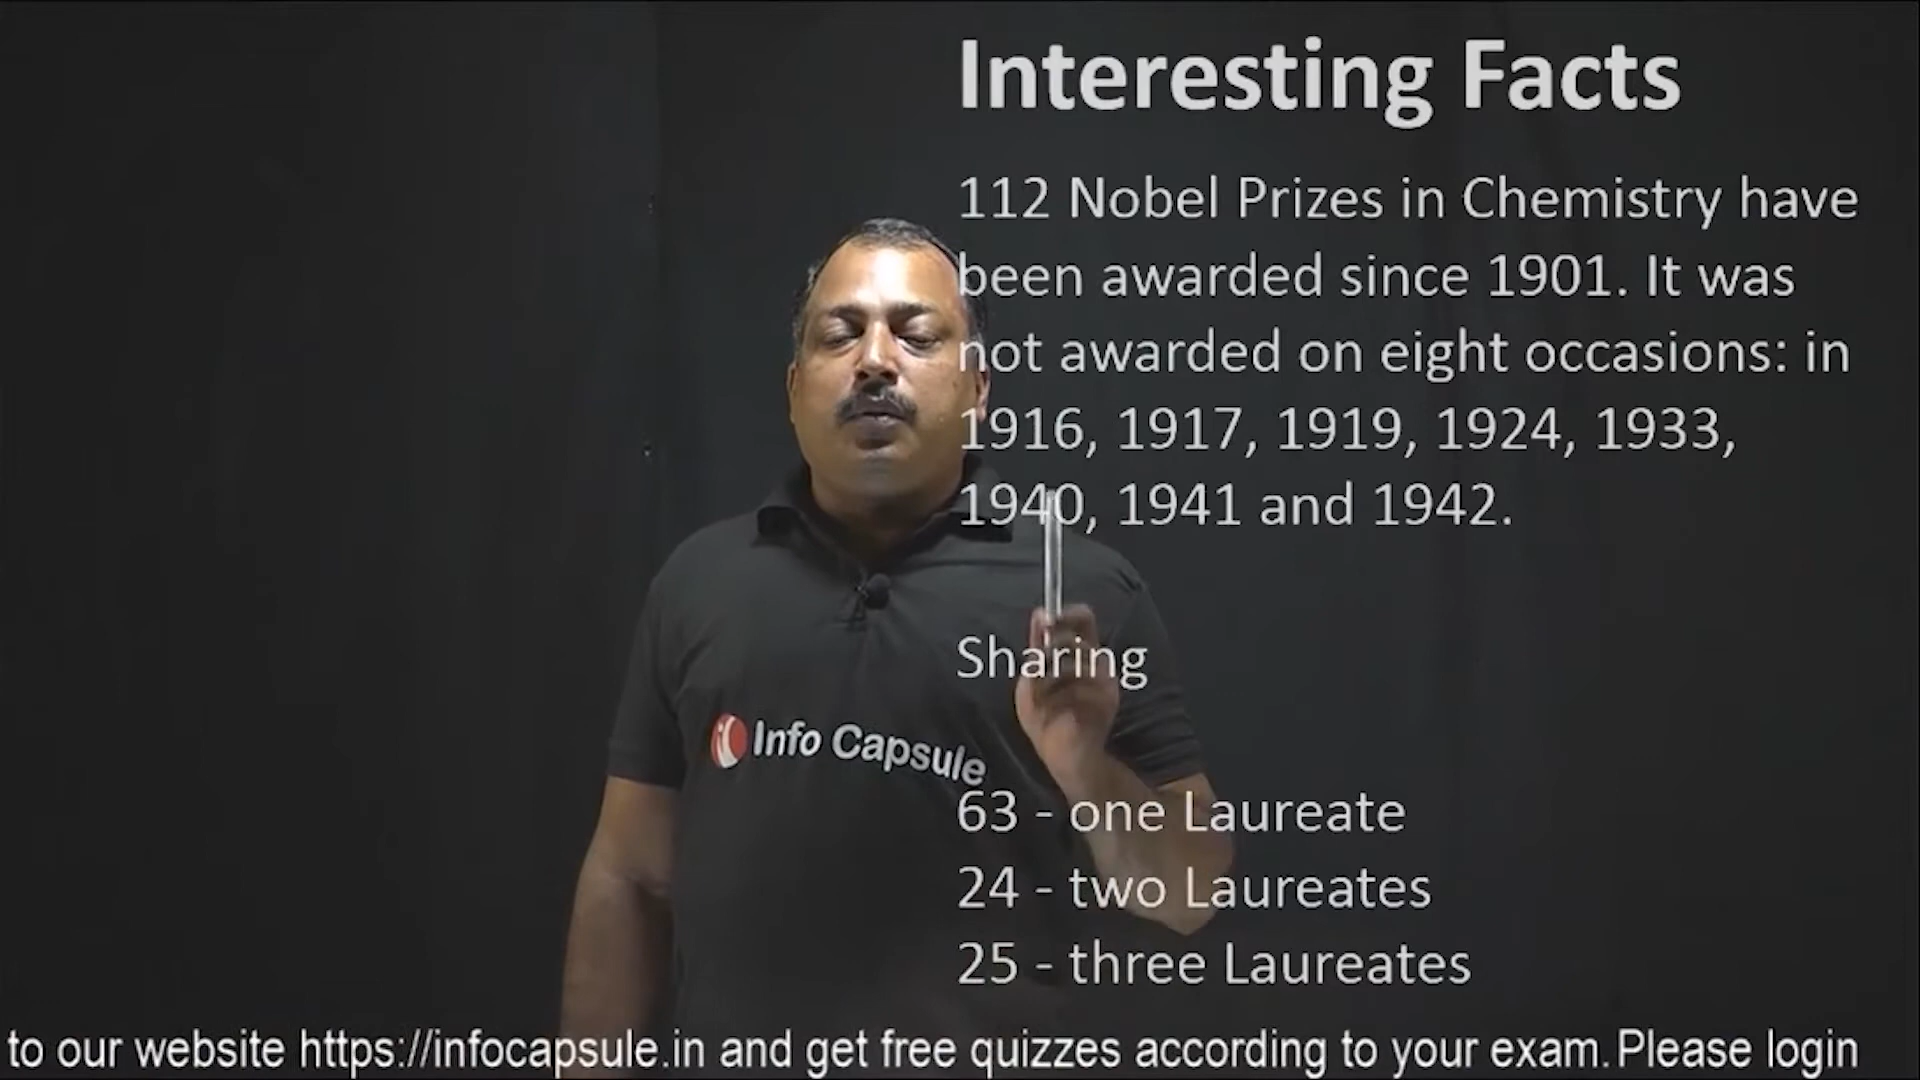 Interesting Facts
112 Nobel Prizes in Chemistry have
been awarded since 1901. It was
not awarded on eight occasions: in
1916, 1917, 1919, 1924, 1933,
1940, 1941 and 1942.
Sharing
Info Capsule
63 - one Laureate
24 - two Laureates
25 - three Laureates
to our website https://infocapsule.in and get free quizzes according to your exam. Please login